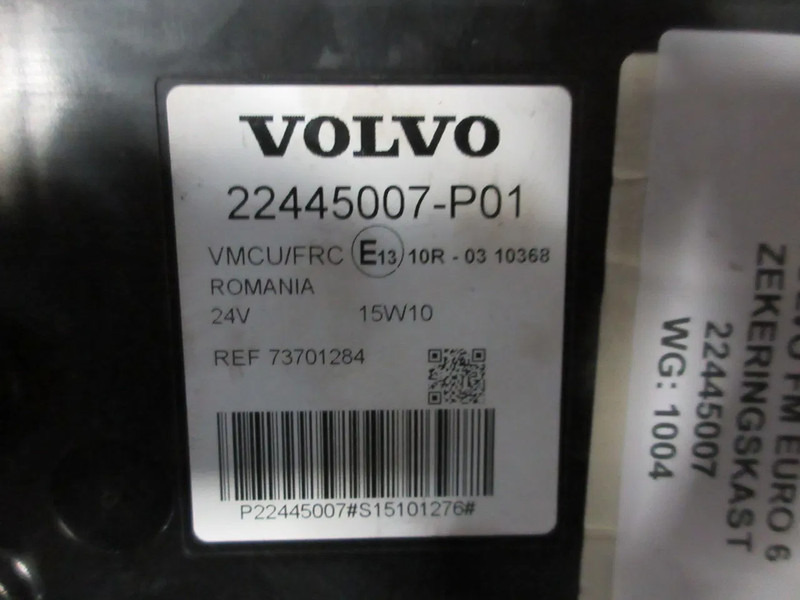 VOLVO
22445007-P01
VMCU/FRC E13 10R - 03 10368
ROMANIA
24V 15W10
REF 73701284
P22445007#S15101276#
FM EURO 6
ZEKERINGSKAST
22445007
WG: 1004